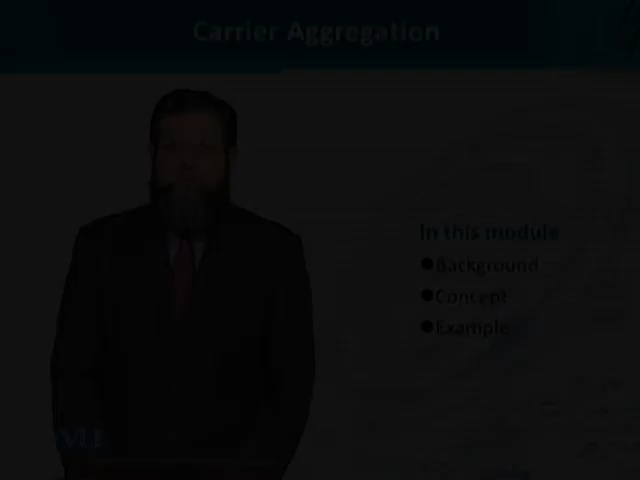 Carrier Aggregation
In this module
●Background
●Concept
●Example